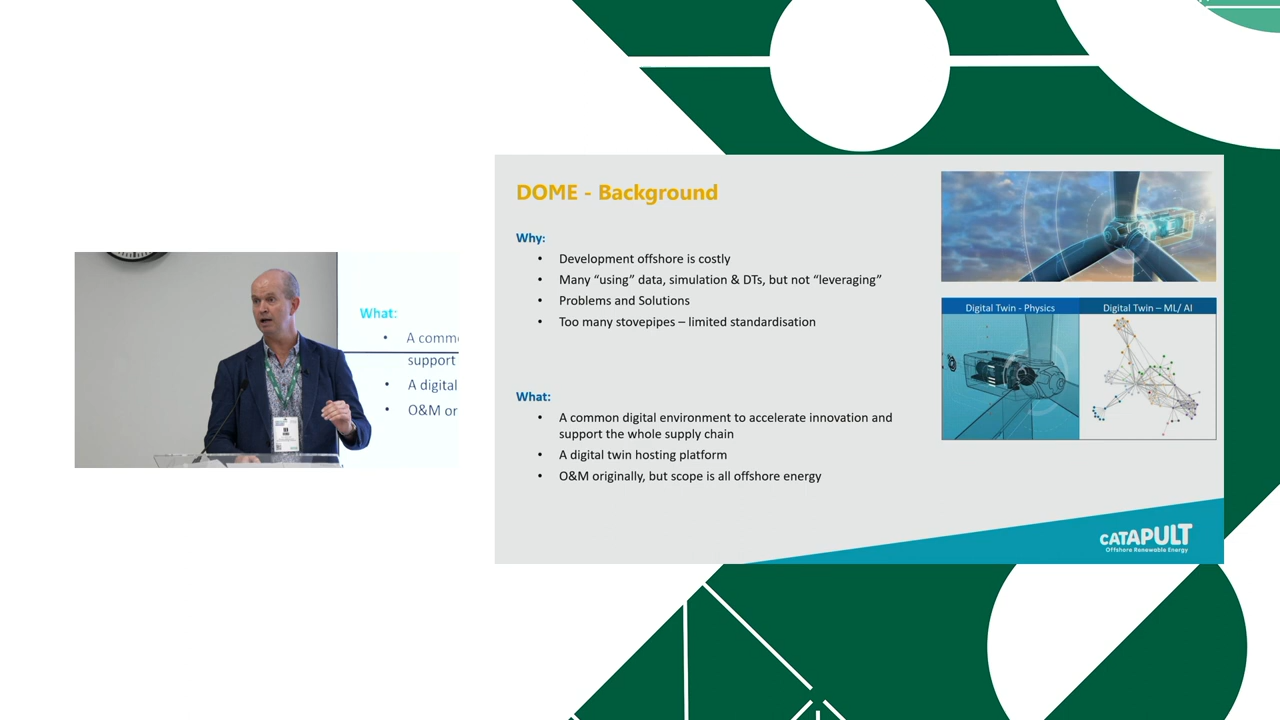 DOME - Background
Why:
• Development offshore is costly
• Many “using” data, simulation & DTs, but not “leveraging”
• Problems and Solutions
• Too many stovepipes – limited standardisation
What:
• A common digital environment to accelerate innovation and
support the whole supply chain
• A digital twin hosting platform
• O&M originally, but scope is all offshore energy
Digital Twin - Physics
Digital Twin – ML/ AI
CATAPULT
Offshore Renewable Energy
What:
• A comm
support
• A digital
• O&M or